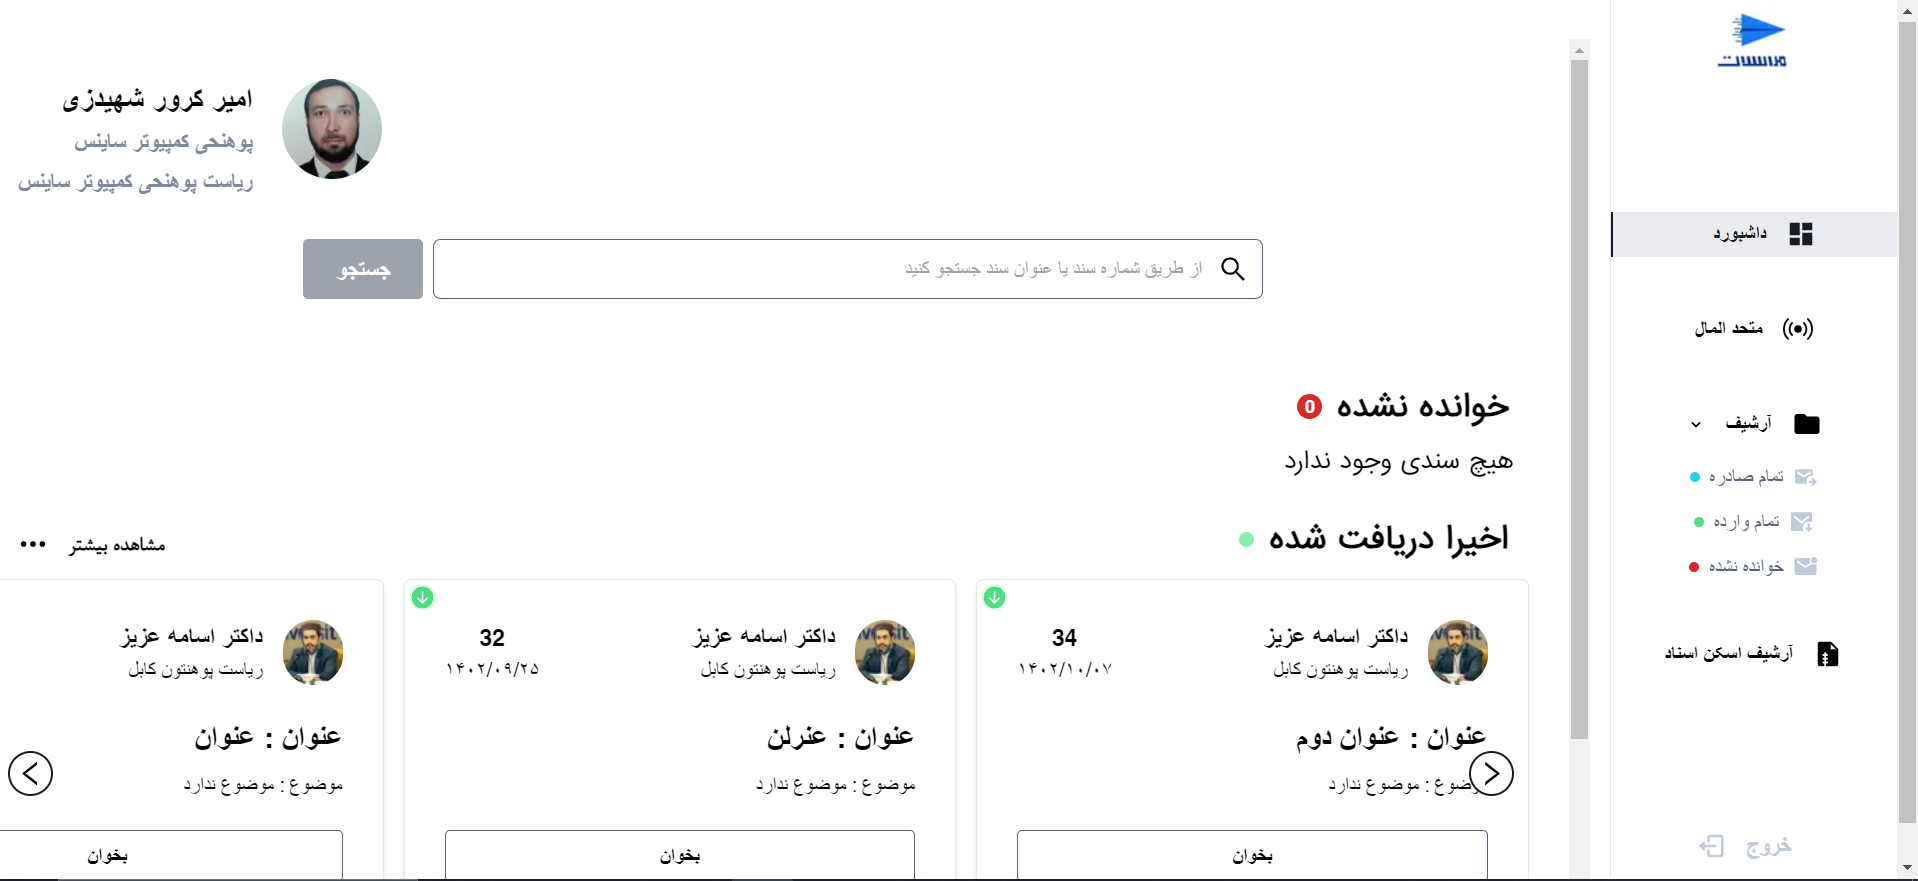 مراسلات
داشبورد
متحد المال
آرشیف
تمام صادره
تمام وارده
خوانده نشده
آرشیف اسکن اسناد
خروج
امیر کرور شهیدزی
پوهنحی کمپیوتر ساینس
ریاست پوهنحی کمپیوتر ساینس
از طریق شماره سند یا عنوان سند جستجو کنید
جستجو
خوانده نشده 0
هیچ سندی وجود ندارد
اخیرا دریافت شده
مشاهده بیشتر
داکتر اسامه عزیز 34
ریاست پوهنتون کابل ۱۴۰۲/۱۰/۰۷
عنوان : عنوان دوم
موضوع : موضوع ندارد
بخوان
داکتر اسامه عزیز 32
ریاست پوهنتون کابل ۱۴۰۲/۰۹/۲۵
عنوان : عنرلن
موضوع : موضوع ندارد
بخوان
داکتر اسامه عزیز
ریاست پوهنتون کابل
عنوان : عنوان
موضوع : موضوع ندارد
بخوان